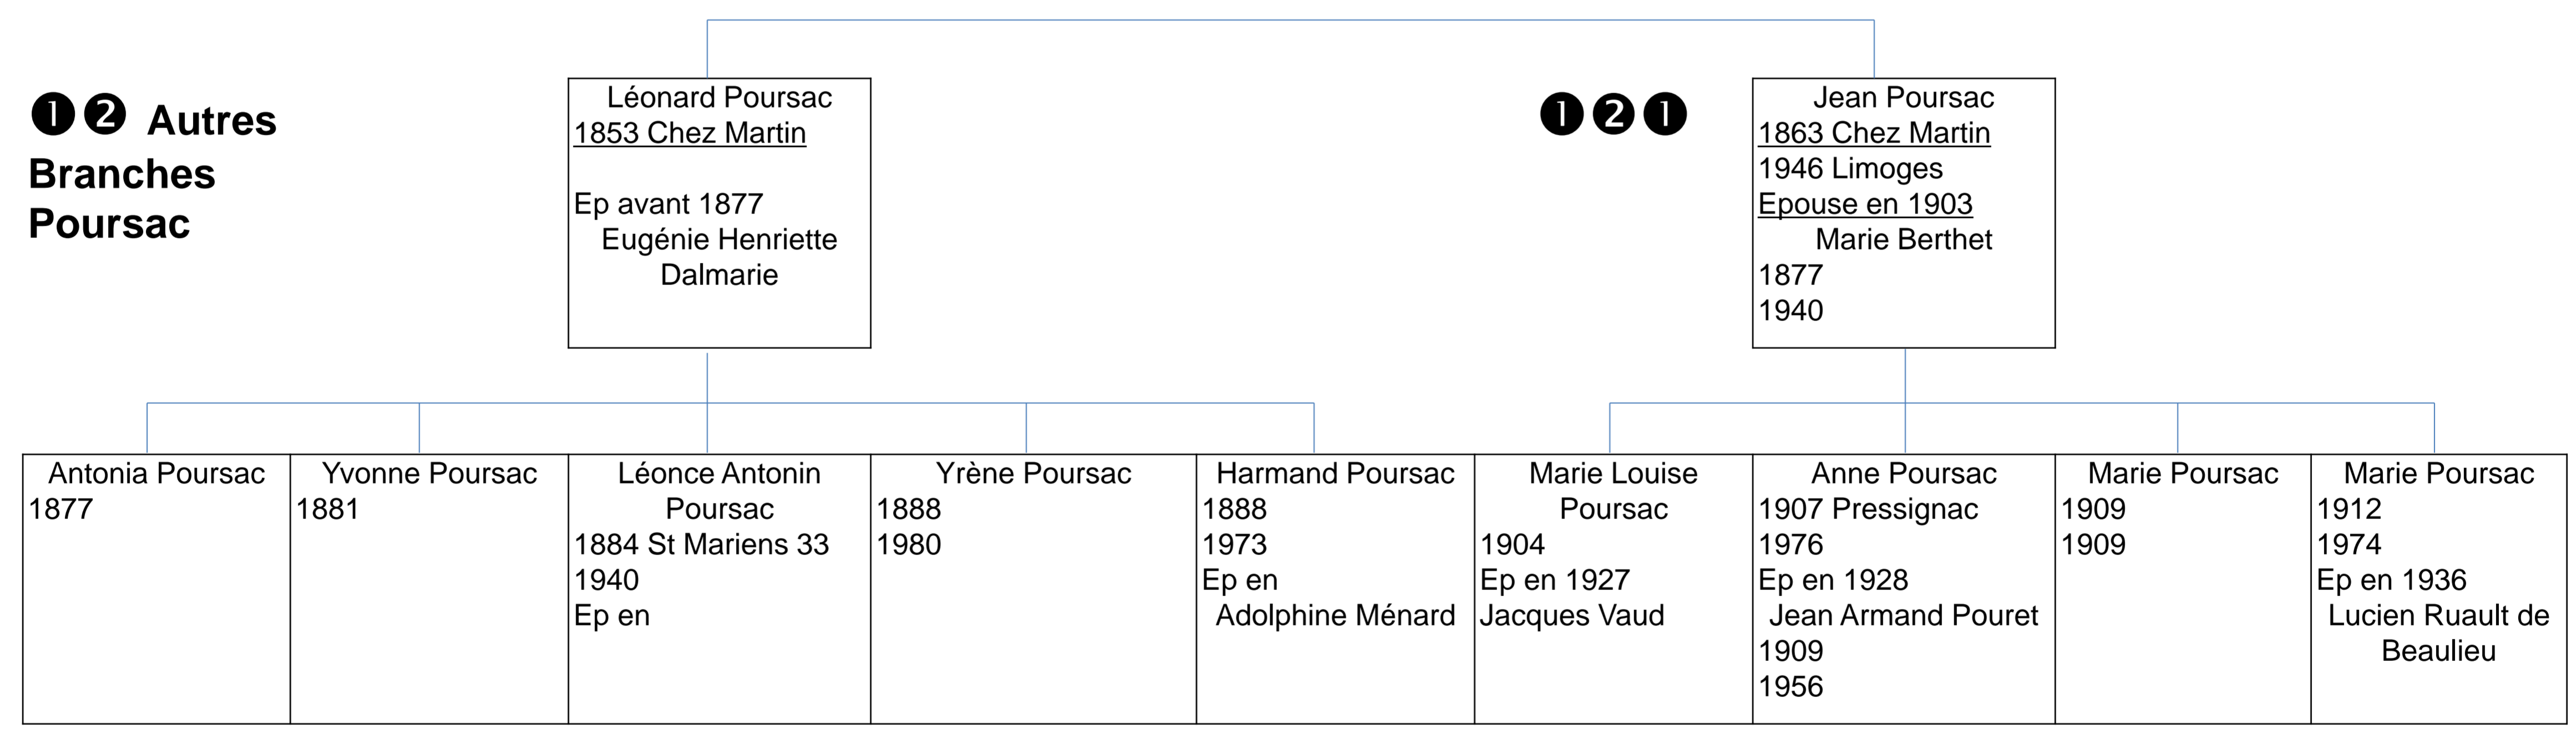 ❶❷ Autres
Branches
Poursac
Léonard Poursac
1853 Chez Martin
Ep avant 1877
Eugénie Henriette
Dalmarie
❶❷❶
Jean Poursac
1863 Chez Martin
1946 Limoges
Epouse en 1903
Marie Berthet
1877
1940
Antonia Poursac
1877
Yvonne Poursac
1881
Léonce Antonin
Poursac
1884 St Mariens 33
1940
Ep en
Yrène Poursac
1888
1980
Harmand Poursac
1888
1973
Ep en
Adolphine Ménard
Marie Louise
Poursac
1904
Ep en 1927
Jacques Vaud
Anne Poursac
1907 Pressignac
1976
Ep en 1928
Jean Armand Pouret
1909
1956
Marie Poursac
1909
1909
Marie Poursac
1912
1974
Ep en 1936
Lucien Ruault de
Beaulieu